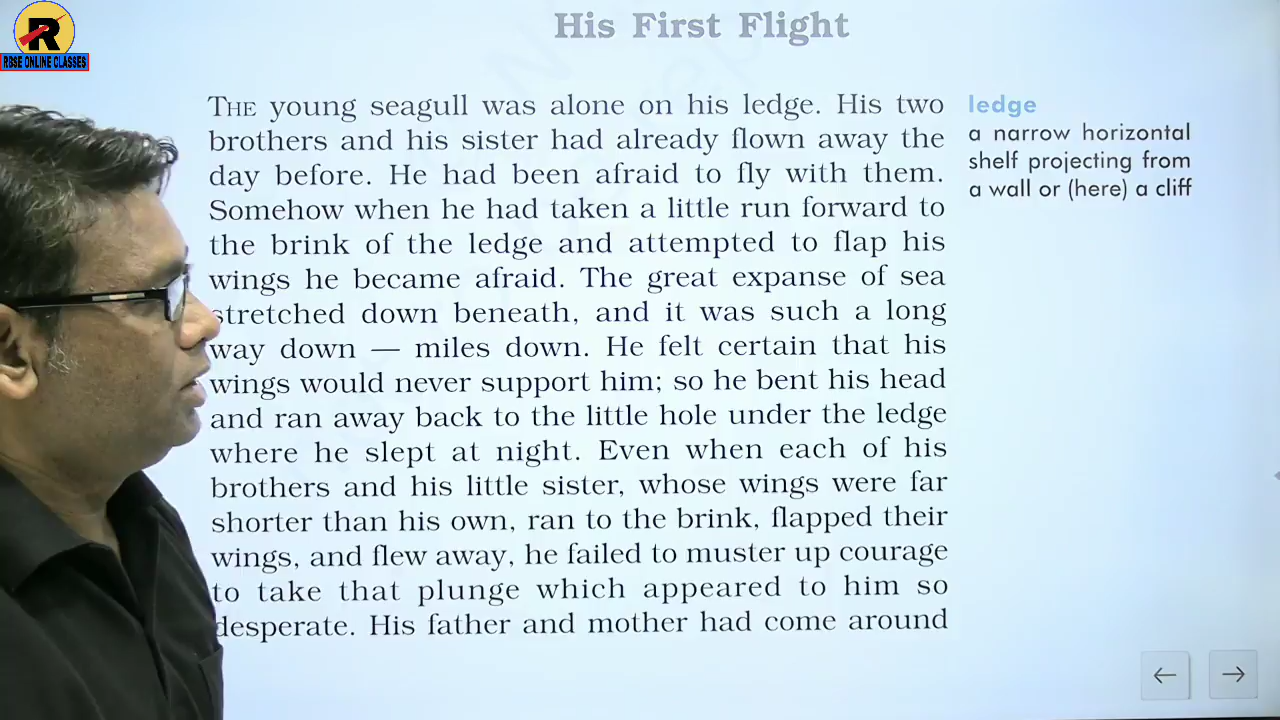 R
RBSE ONLINE CLASSES
His First Flight
THE young seagull was alone on his ledge. His two
brothers and his sister had already flown away the
day before. He had been afraid to fly with them.
Somehow when he had taken a little run forward to
the brink of the ledge and attempted to flap his
wings he became afraid. The great expanse of sea
stretched down beneath, and it was such a long
way down — miles down. He felt certain that his
wings would never support him; so he bent his head
and ran away back to the little hole under the ledge
where he slept at night. Even when each of his
brothers and his little sister, whose wings were far
shorter than his own, ran to the brink, flapped their
wings, and flew away, he failed to muster up courage
to take that plunge which appeared to him so
desperate. His father and mother had come around
ledge
a narrow horizontal
shelf projecting from
a wall or (here) a cliff